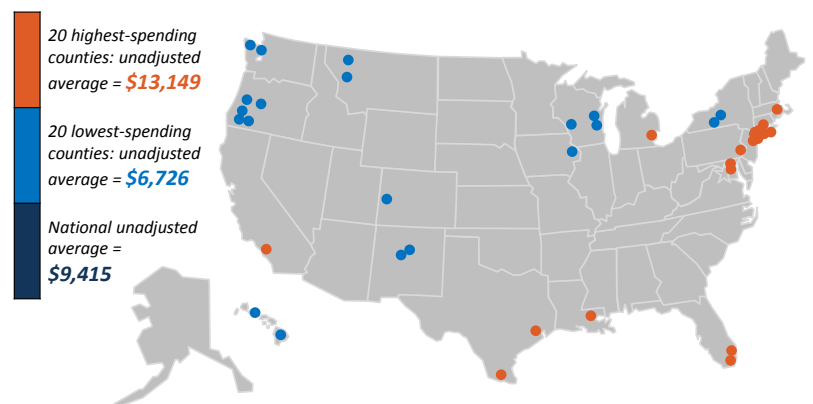 20 highest-spending
counties: unadjusted
average = $13,149
20 lowest-spending
counties: unadjusted
average = $6,726
National unadjusted
average =
$9,415